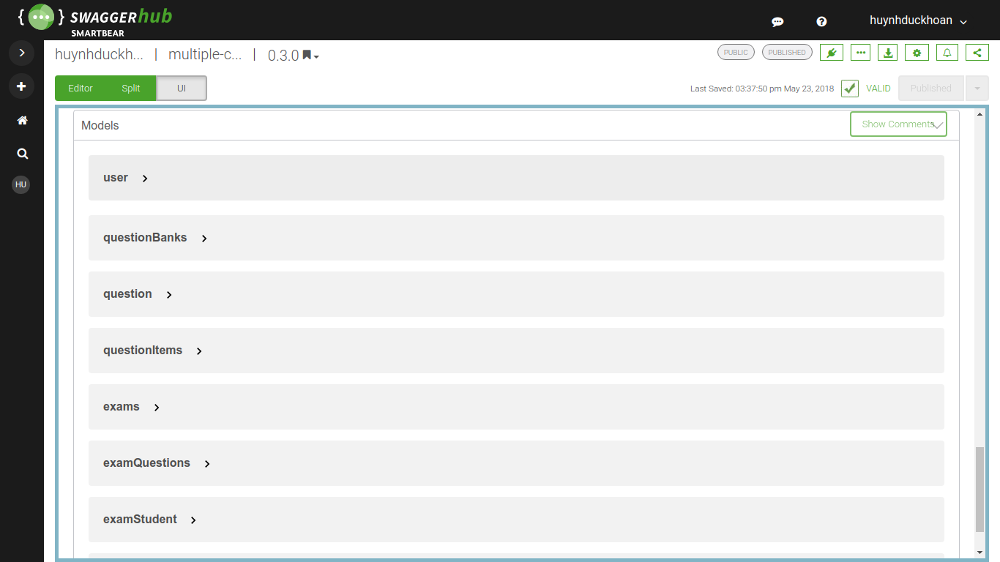 { ... } SWAGGERhub
SMARTBEAR
huynhduckhoan
huynhduckh... | multiple-c... | 0.3.0
PUBLIC
PUBLISHED
Editor
Split
UI
Last Saved: 03:37:50 pm May 23, 2018
VALID
Published
HU
Models
Show Comments
user
questionBanks
question
questionItems
exams
examQuestions
examStudent